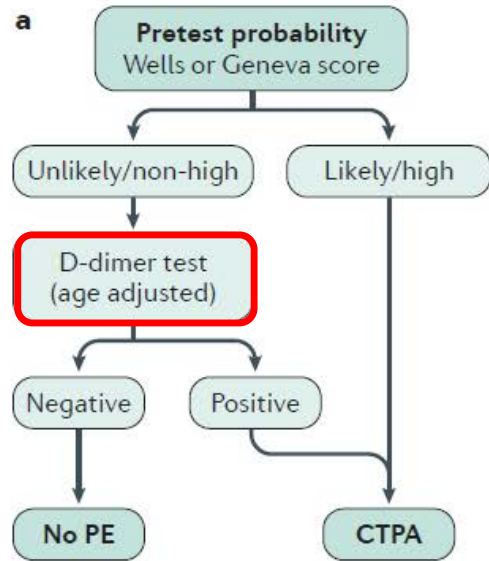 a
Pretest probability
Wells or Geneva score
Unlikely/non-high
Likely/high
D-dimer test
(age adjusted)
Negative
Positive
No PE
CTPA